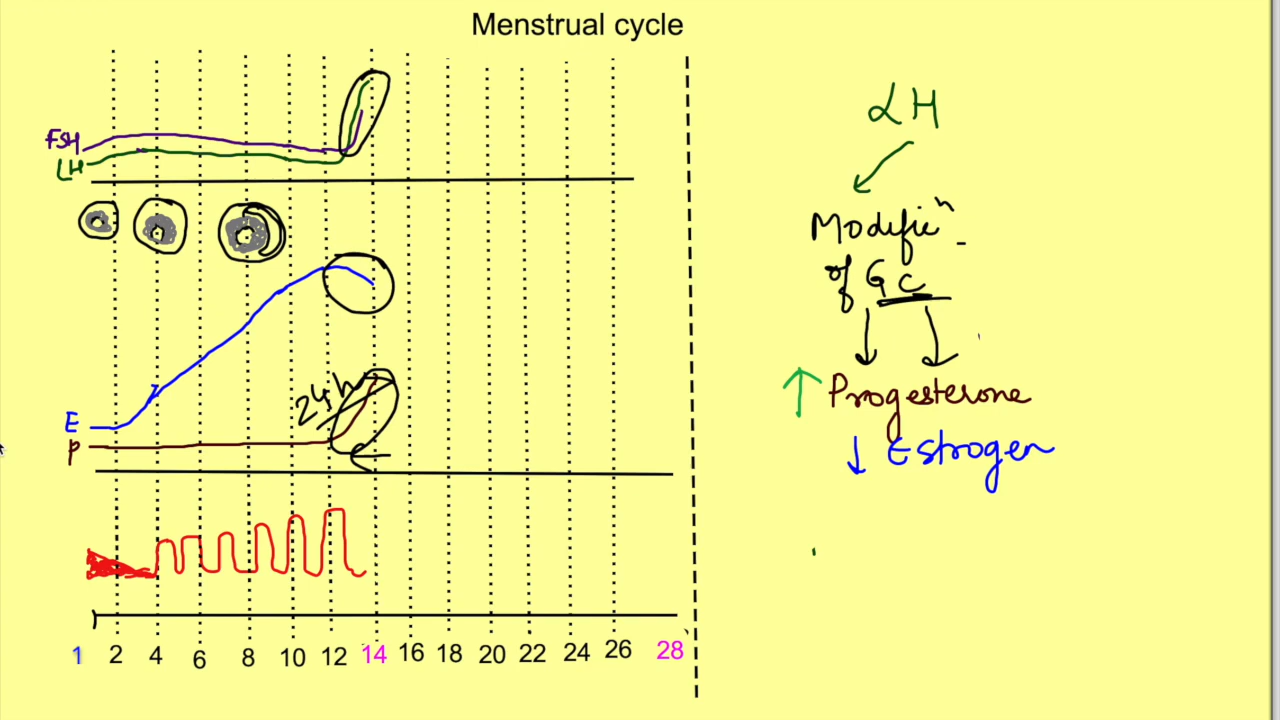 Menstrual cycle
FSH
LH
LH
Modifiⁿ
of GC
↑ Progesterone
↓ Estrogen
24h
E
P
1 2 4 6 8 10 12 14 16 18 20 22 24 26 28